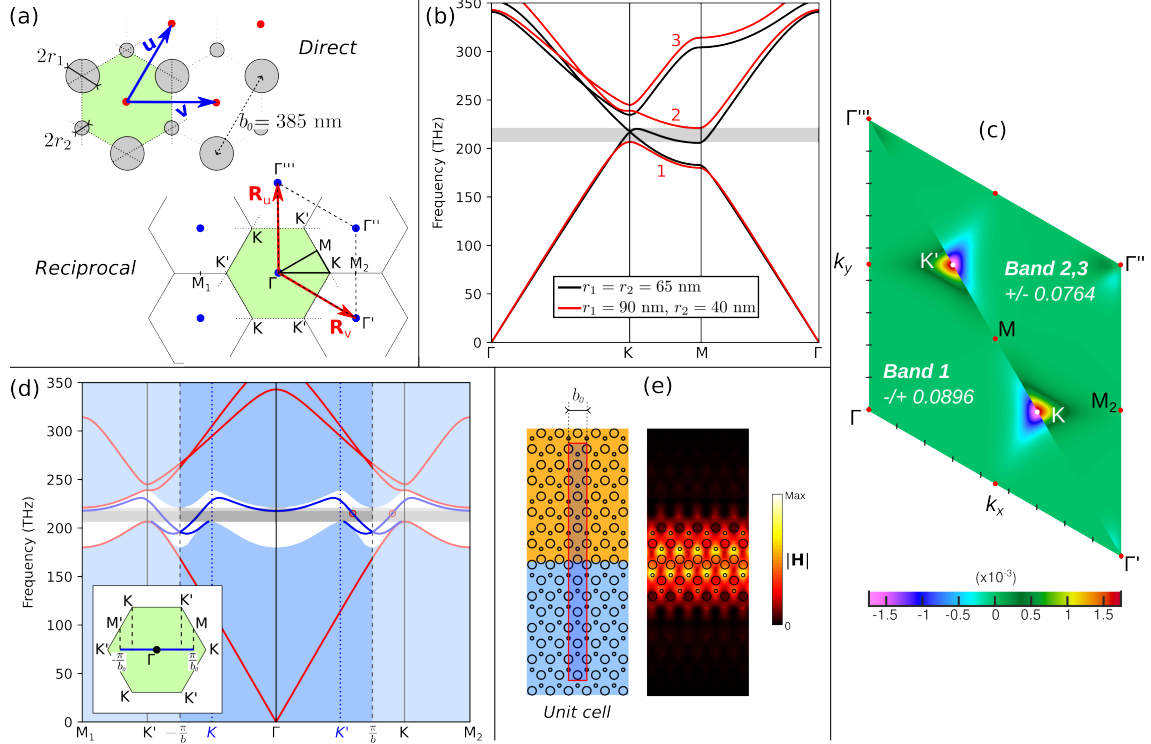 (a)
Direct
u
v
2r₁
2r₂
b₀= 385 nm
Reciprocal
Γ'''
Rᵤ
K
K'
M
K'
K
M₂
M₁
Γ
Γ''
Γ'
Rᵥ
K
K'
(b)
Frequency (THz)
350
300
250
200
150
100
50
0
3
2
1
r₁ = r₂ = 65 nm
r₁ = 90 nm, r₂ = 40 nm
Γ
K
M
Γ
(c)
Γ'''
K'
k_y
Band 2,3
+/- 0.0764
Γ''
M
Band 1
-/+ 0.0896
M₂
K
Γ
kₓ
Γ'
(x10⁻³)
-1.5
-1
-0.5
0
0.5
1
1.5
(d)
Frequency (THz)
350
300
250
200
150
100
50
0
K
K'
M'
M
K'
K
-π/b₀
Γ
π/b₀
K
K'
M₁
K'
-π/b
K
Γ
K'
π/b
K
M₂
(e)
b₀
Unit cell
Max
|H|
0